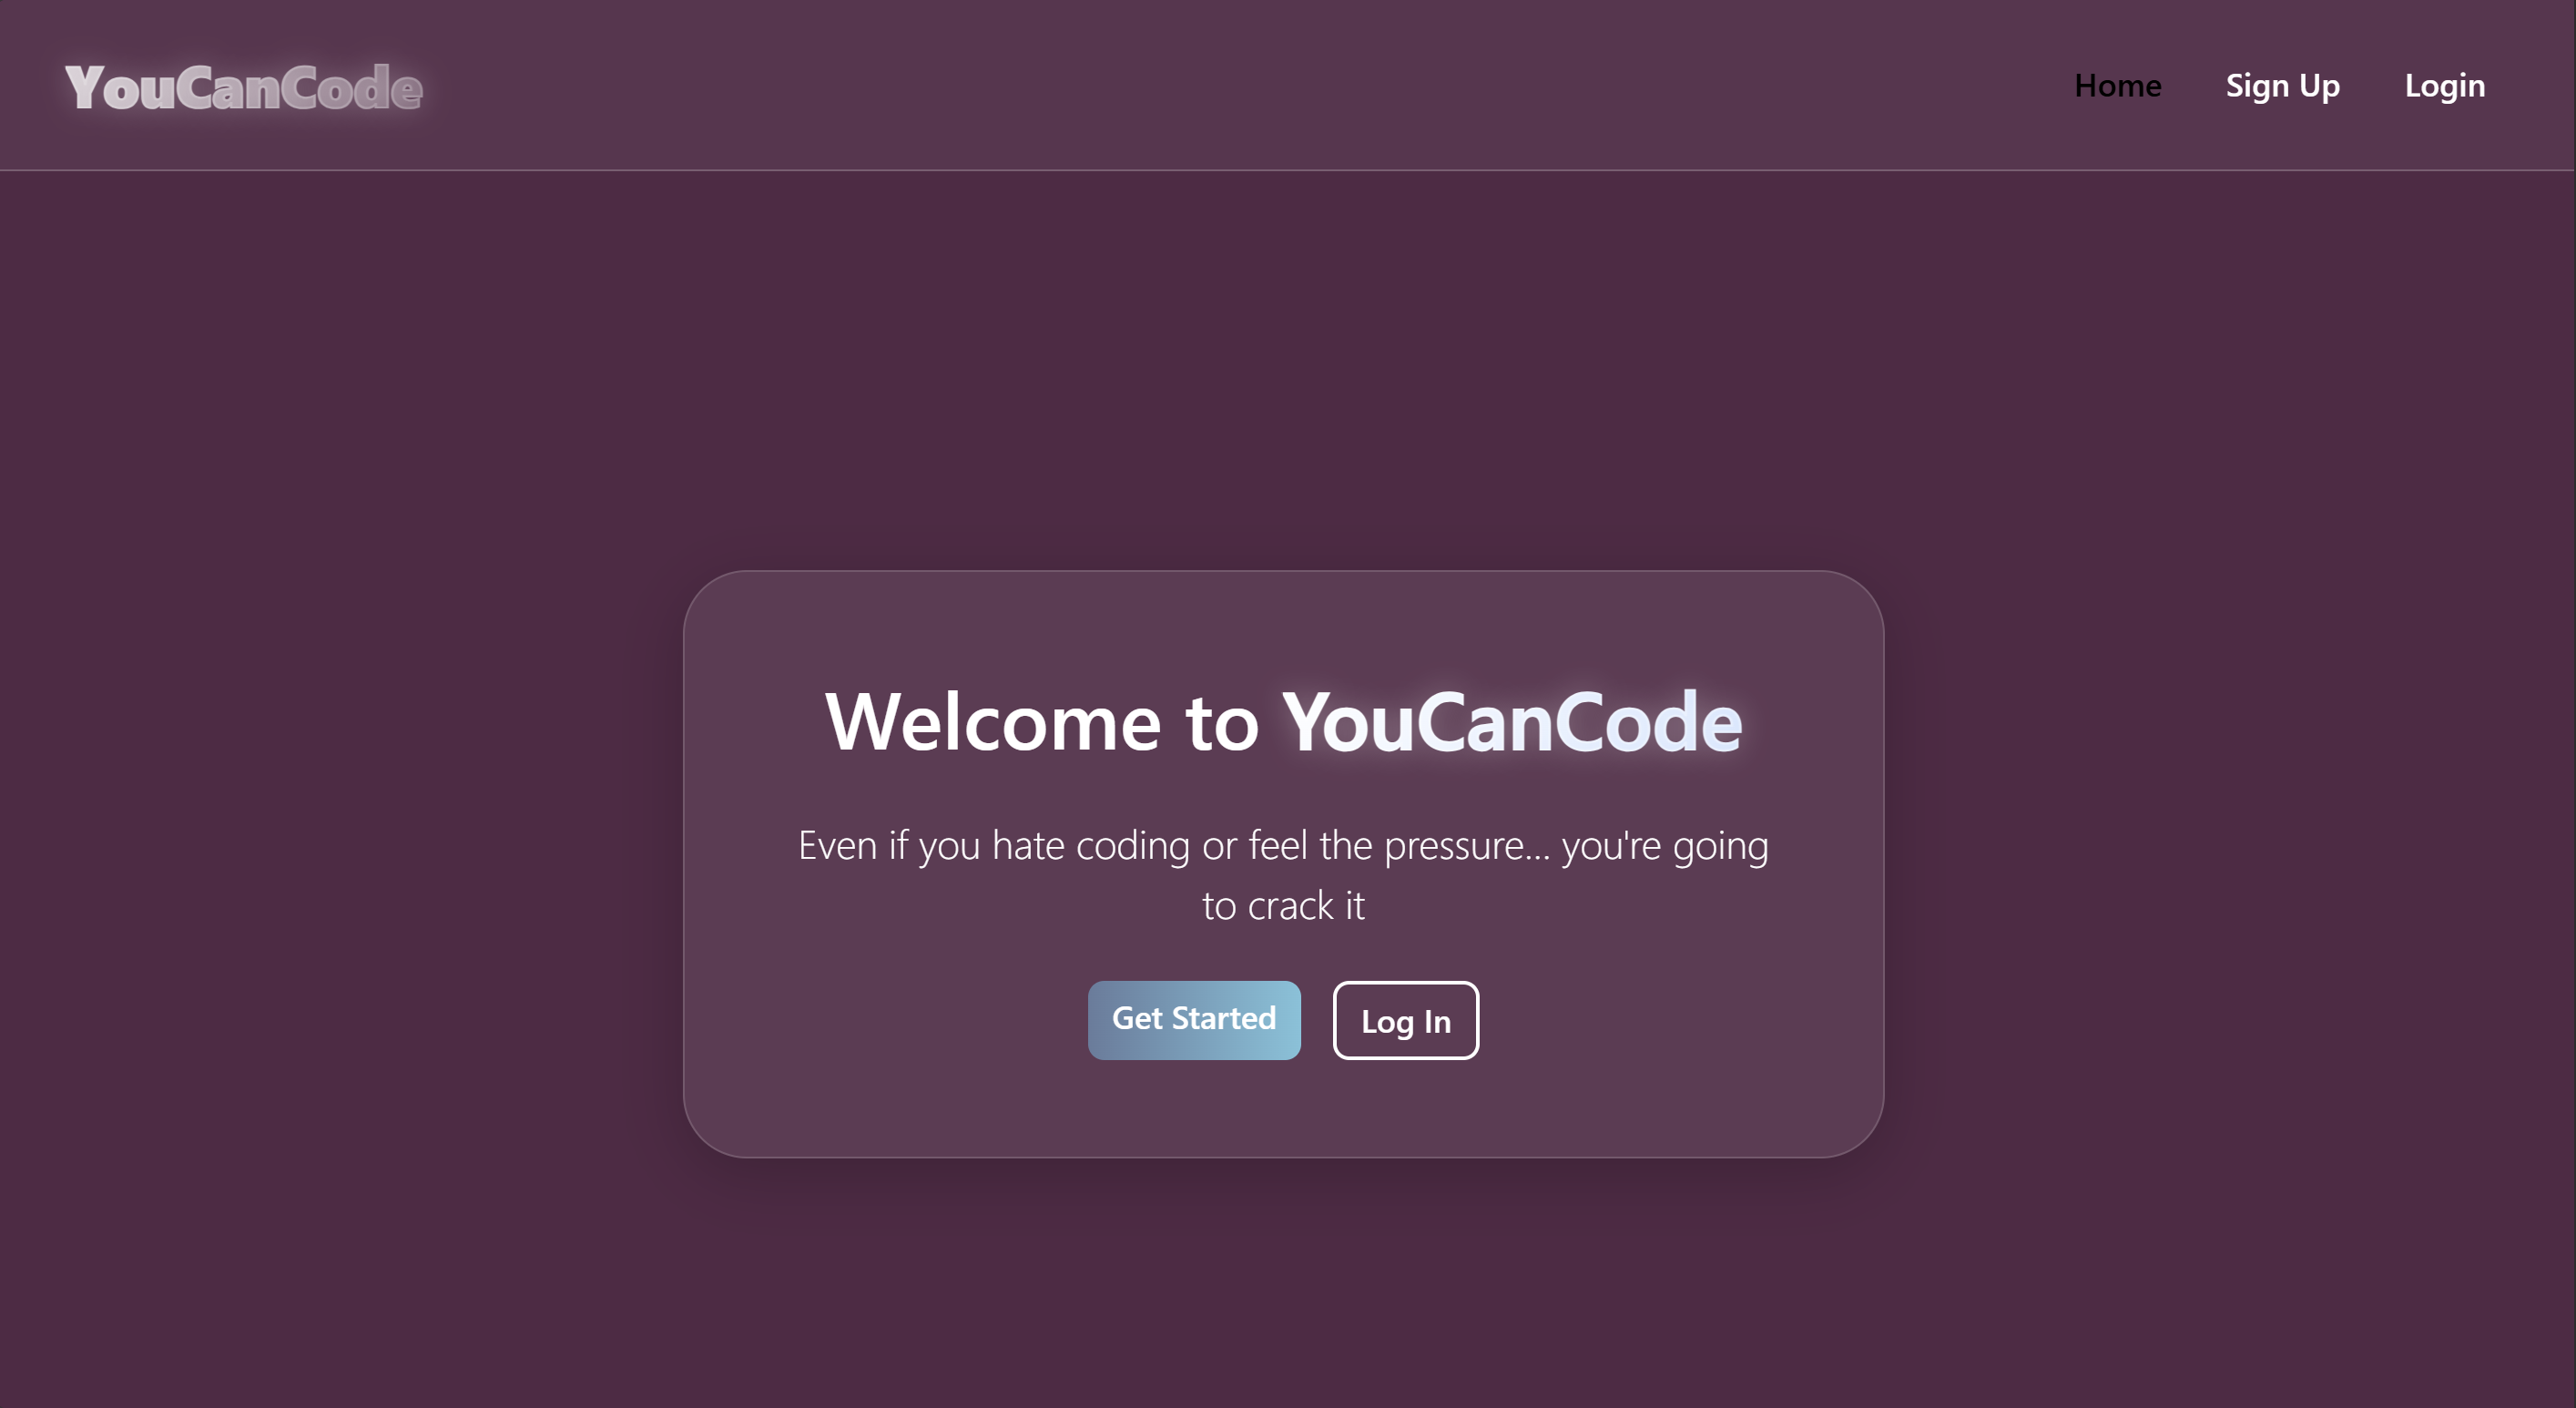 YouCanCode
Home
Sign Up
Login
Welcome to YouCanCode
Even if you hate coding or feel the pressure... you're going
to crack it
Get Started
Log In